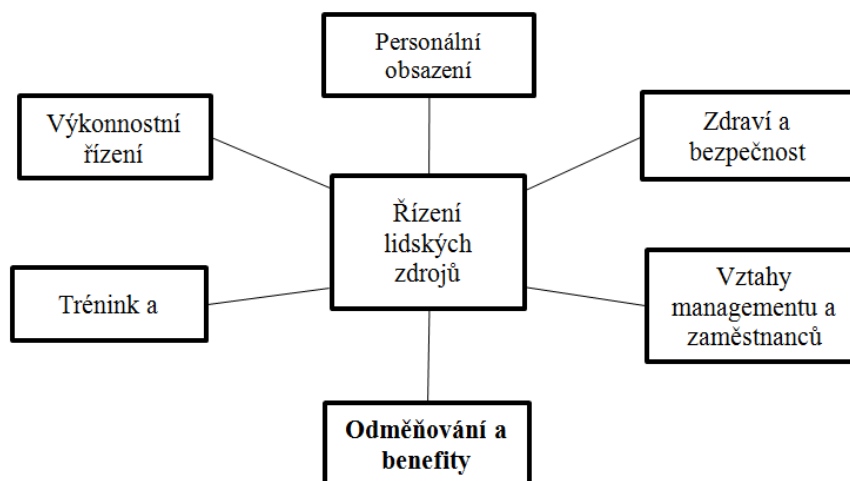 Personální
obsazení
Výkonnostní
řízení
Zdraví a
bezpečnost
Řízení
lidských
zdrojů
Trénink a
Vztahy
managementu a
zaměstnanců
Odměňování a
benefity